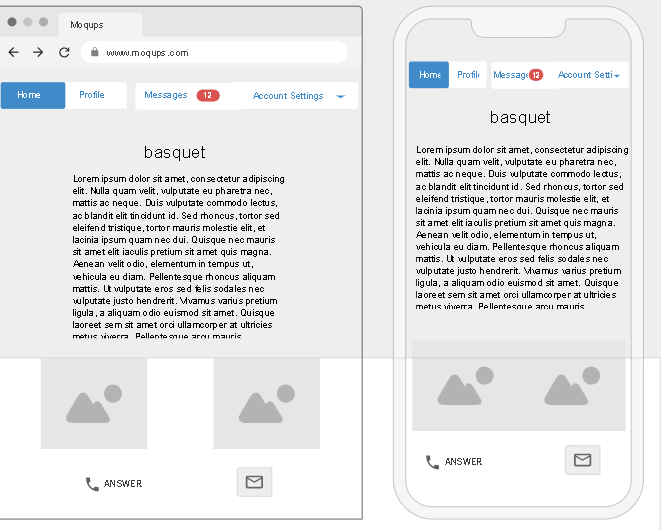 Moqups
www.moqups.com
Home Profile Messages 12 Account Settings
basquet
Lorem ipsum dolor sit amet, consectetur adipiscing
elit. Nulla quam velit, vulputate eu pharetra nec,
mattis ac neque. Duis vulputate commodo lectus,
ac blandit elit tincidunt id. Sed rhoncus, tortor sed
eleifend tristique, tortor mauris molestie elit, et
lacinia ipsum quam nec dui. Quisque nec mauris
sit amet elit iaculis pretium sit amet quis magna.
Aenean velit odio, elementum in tempus ut,
vehicula eu diam. Pellentesque rhoncus aliquam
mattis. Ut vulputate eros sed felis sodales nec
vulputate justo hendrerit. Vivamus varius pretium
ligula, a aliquam odio euismod sit amet. Quisque
laoreet sem sit amet orci ullamcorper at ultricies
metus viverra. Pellentesque arcu mauris
ANSWER
Home Profile Message 12 Account Setti
basquet
Lorem ipsum dolor sit amet, consectetur adipiscing
elit. Nulla quam velit, vulputate eu pharetra nec,
mattis ac neque. Duis vulputate commodo lectus,
ac blandit elit tincidunt id. Sed rhoncus, tortor sed
eleifend tristique, tortor mauris molestie elit, et
lacinia ipsum quam nec dui. Quisque nec mauris
sit amet elit iaculis pretium sit amet quis magna.
Aenean velit odio, elementum in tempus ut,
vehicula eu diam. Pellentesque rhoncus aliquam
mattis. Ut vulputate eros sed felis sodales nec
vulputate justo hendrerit. Vivamus varius pretium
ligula, a aliquam odio euismod sit amet. Quisque
laoreet sem sit amet orci ullamcorper at ultricies
metus viverra. Pellentesque arcu mauris
ANSWER